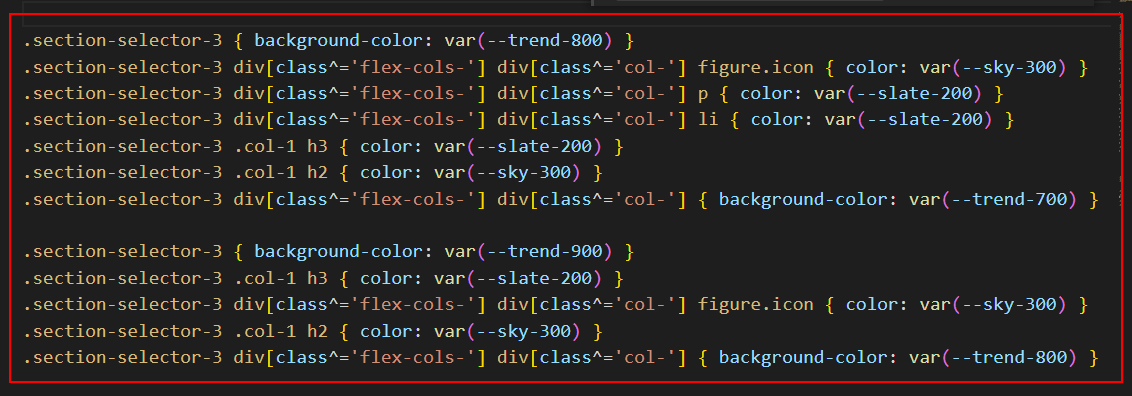 .section-selector-3 { background-color: var(--trend-800) }
.section-selector-3 div[class^='flex-cols-'] div[class^='col-'] figure.icon { color: var(--sky-300) }
.section-selector-3 div[class^='flex-cols-'] div[class^='col-'] p { color: var(--slate-200) }
.section-selector-3 div[class^='flex-cols-'] div[class^='col-'] li { color: var(--slate-200) }
.section-selector-3 .col-1 h3 { color: var(--slate-200) }
.section-selector-3 .col-1 h2 { color: var(--sky-300) }
.section-selector-3 div[class^='flex-cols-'] div[class^='col-'] { background-color: var(--trend-700) }
.section-selector-3 { background-color: var(--trend-900) }
.section-selector-3 .col-1 h3 { color: var(--slate-200) }
.section-selector-3 div[class^='flex-cols-'] div[class^='col-'] figure.icon { color: var(--sky-300) }
.section-selector-3 .col-1 h2 { color: var(--sky-300) }
.section-selector-3 div[class^='flex-cols-'] div[class^='col-'] { background-color: var(--trend-800) }